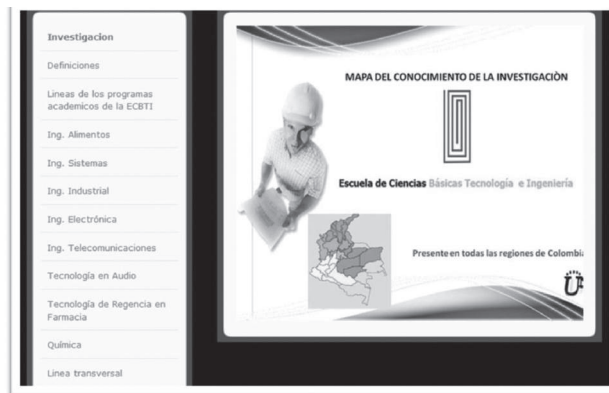 Investigacion
Definiciones
Lineas de los programas
academicos de la ECBTI
Ing. Alimentos
Ing. Sistemas
Ing. Industrial
Ing. Electrónica
Ing. Telecomunicaciones
Tecnología en Audio
Tecnología de Regencia en
Farmacia
Química
Linea transversal
MAPA DEL CONOCIMIENTO DE LA INVESTIGACIÒN
Escuela de Ciencias Básicas Tecnología e Ingeniería
Presente en todas las regiones de Colombia